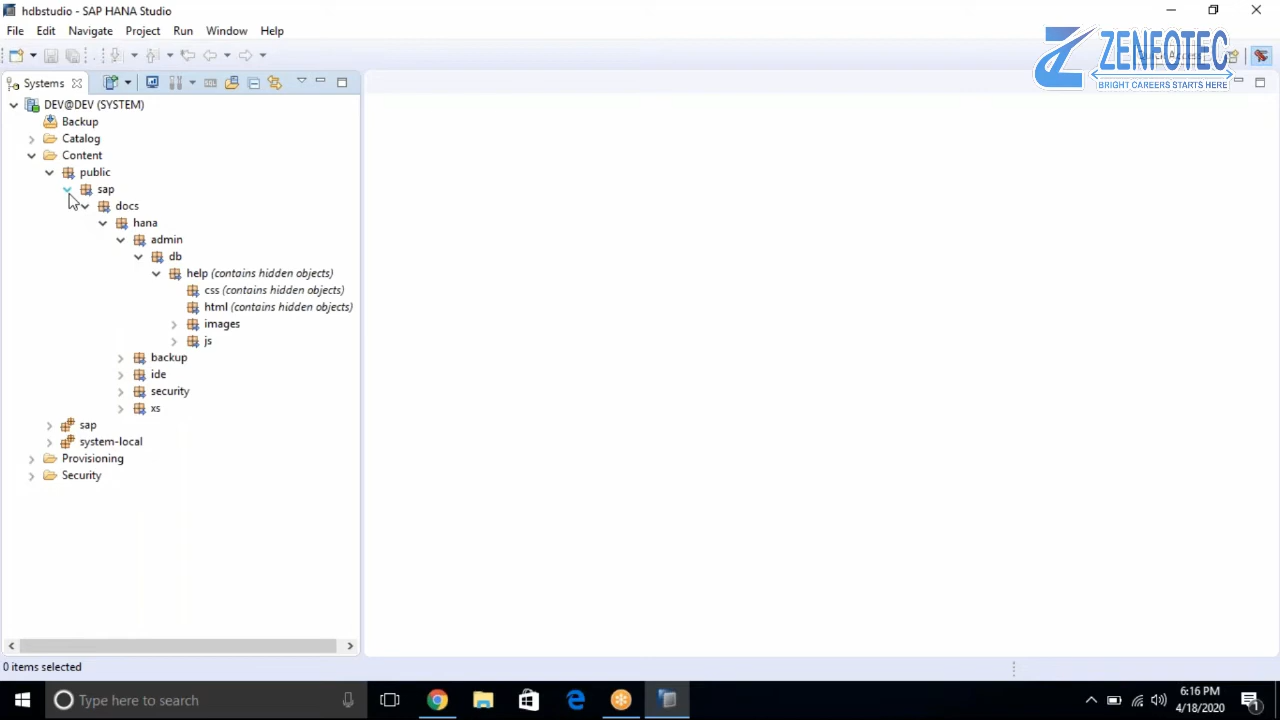 hdbstudio - SAP HANA Studio
File Edit Navigate Project Run Window Help
ZENFOTEC
BRIGHT CAREERS STARTS HERE
Systems
DEV@DEV (SYSTEM)
Backup
Catalog
Content
public
sap
docs
hana
admin
db
help (contains hidden objects)
css (contains hidden objects)
html (contains hidden objects)
images
js
backup
ide
security
xs
sap
system-local
Provisioning
Security
0 items selected
Type here to search
6:16 PM
4/18/2020
1